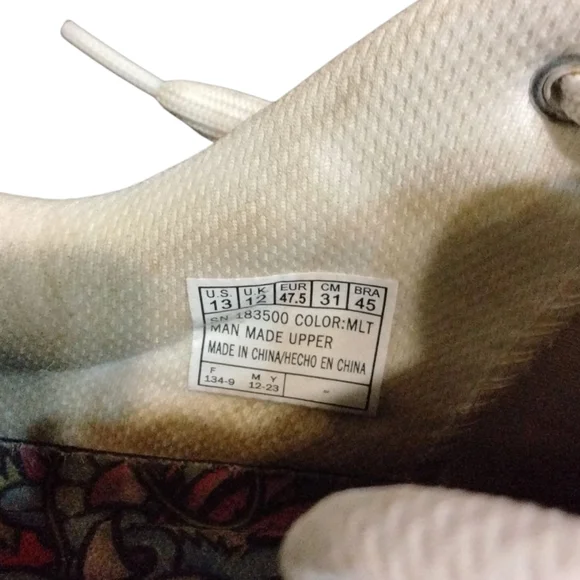 U.S. U.K. EUR CM BRA
13 12 47.5 31 45
SN 183500 COLOR:MLT
MAN MADE UPPER
MADE IN CHINA/HECHO EN CHINA
F M Y
134-9 12-23 -